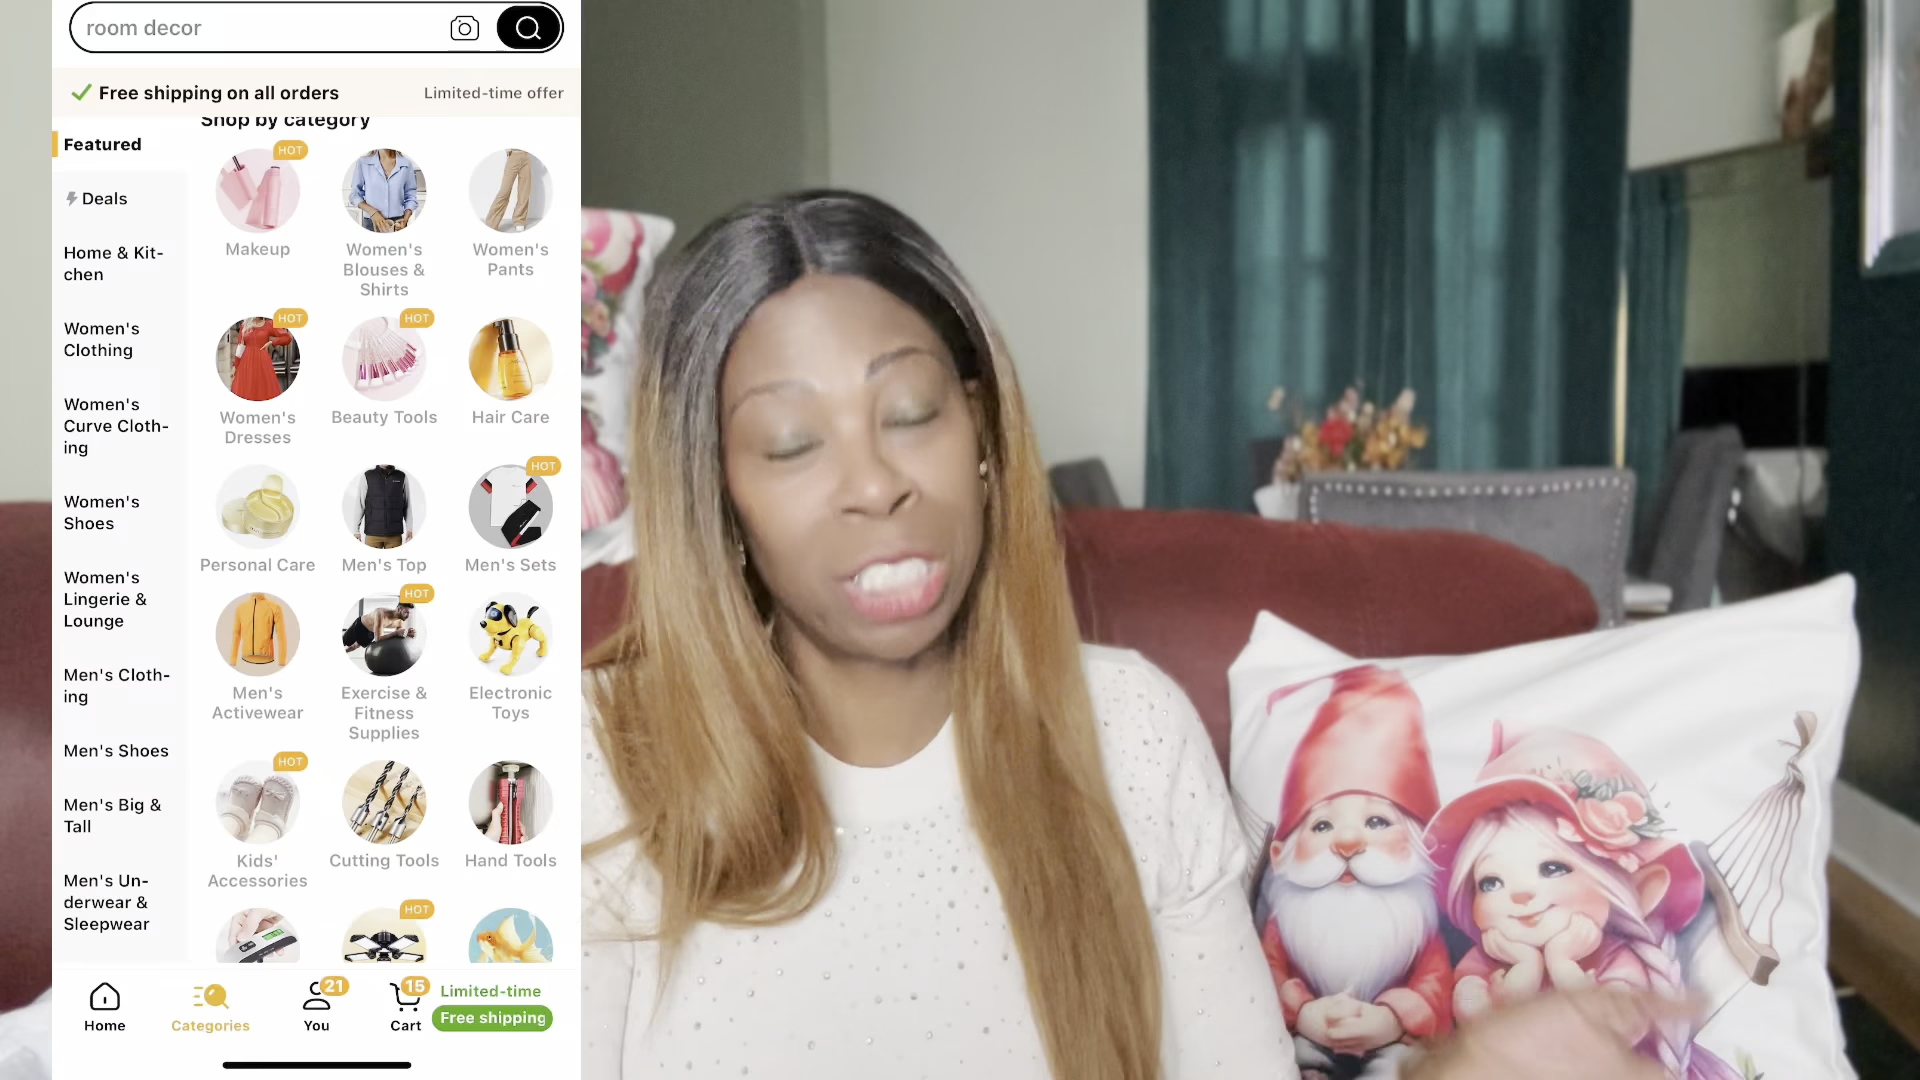 room decor
Free shipping on all orders
Limited-time offer
Shop by category
Featured
Deals
Home & Kit-
chen
Women's
Clothing
Women's
Curve Cloth-
ing
Women's
Shoes
Women's
Lingerie &
Lounge
Men's Cloth-
ing
Men's Shoes
Men's Big &
Tall
Men's Un-
derwear &
Sleepwear
HOT
Makeup
Women's
Blouses &
Shirts
Women's
Pants
HOT
Women's
Dresses
HOT
Beauty Tools
Hair Care
Personal Care
Men's Top
HOT
Men's Sets
Men's
Activewear
HOT
Exercise &
Fitness
Supplies
Electronic
Toys
HOT
Kids'
Accessories
Cutting Tools
Hand Tools
HOT
Home
Categories
21
You
15
Cart
Limited-time
Free shipping